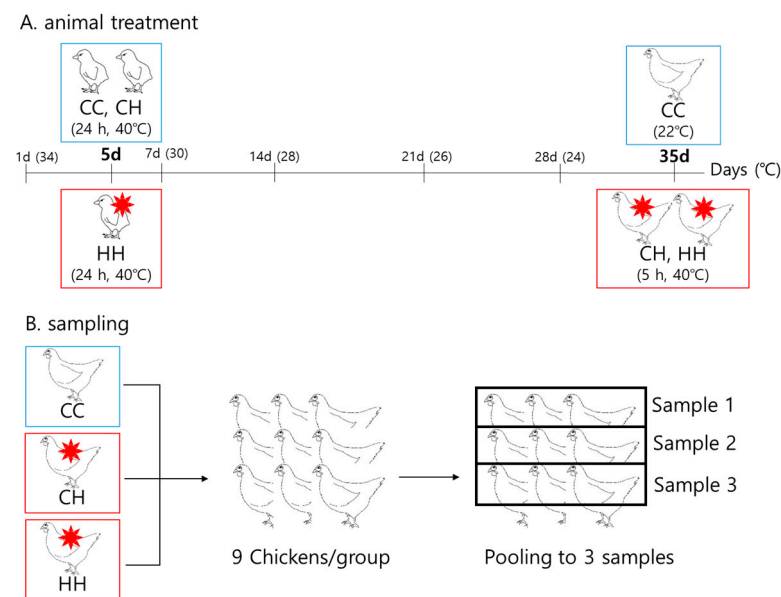 A. animal treatment
CC, CH
(24 h, 40℃)
CC
(22℃)
1d (34)
5d
7d (30)
14d (28)
21d (26)
28d (24)
35d
Days (℃)
HH
(24 h, 40℃)
CH, HH
(5 h, 40℃)
B. sampling
CC
CH
HH
9 Chickens/group
Sample 1
Sample 2
Sample 3
Pooling to 3 samples